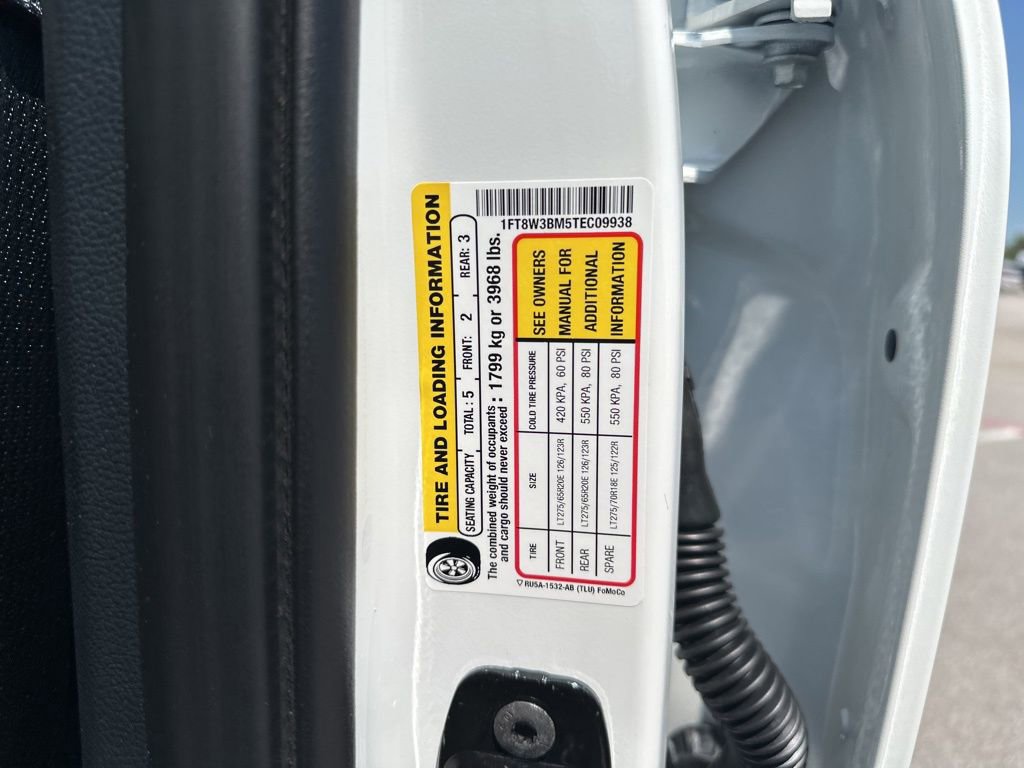 1FT8W3BM5TEC09938
TIRE AND LOADING INFORMATION
SEATING CAPACITY TOTAL : 5 FRONT: 2 REAR: 3
The combined weight of occupants
and cargo should never exceed : 1799 kg or 3968 lbs.
TIRE SIZE COLD TIRE PRESSURE SEE OWNERS
FRONT LT275/65R20E 126/123R 420 KPA, 60 PSI MANUAL FOR
REAR LT275/65R20E 126/123R 550 KPA, 80 PSI ADDITIONAL
SPARE LT275/70R18E 125/122R 550 KPA, 80 PSI INFORMATION
RU5A-1532-AB (TLU) FoMoCo